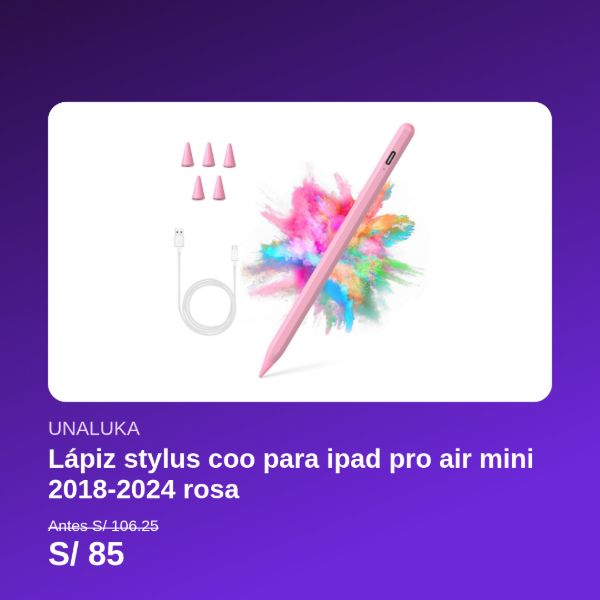 UNALUKA
Lápiz stylus coo para ipad pro air mini
2018-2024 rosa
Antes S/ 106.25
S/ 85